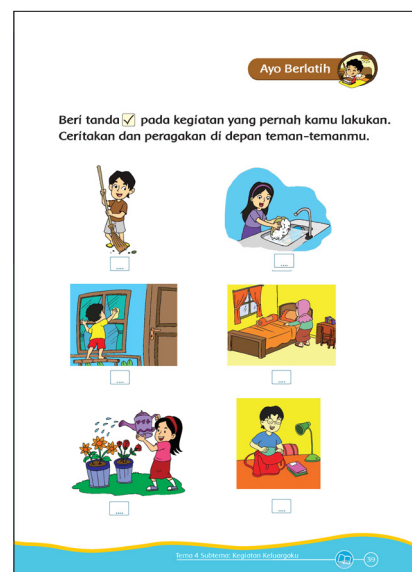 Ayo Berlatih
Beri tanda ✓ pada kegiatan yang pernah kamu lakukan.
Ceritakan dan peragakan di depan teman-temanmu.
....
....
....
....
....
....
Tema 4 Subtema: Kegiatan Keluargaku
39